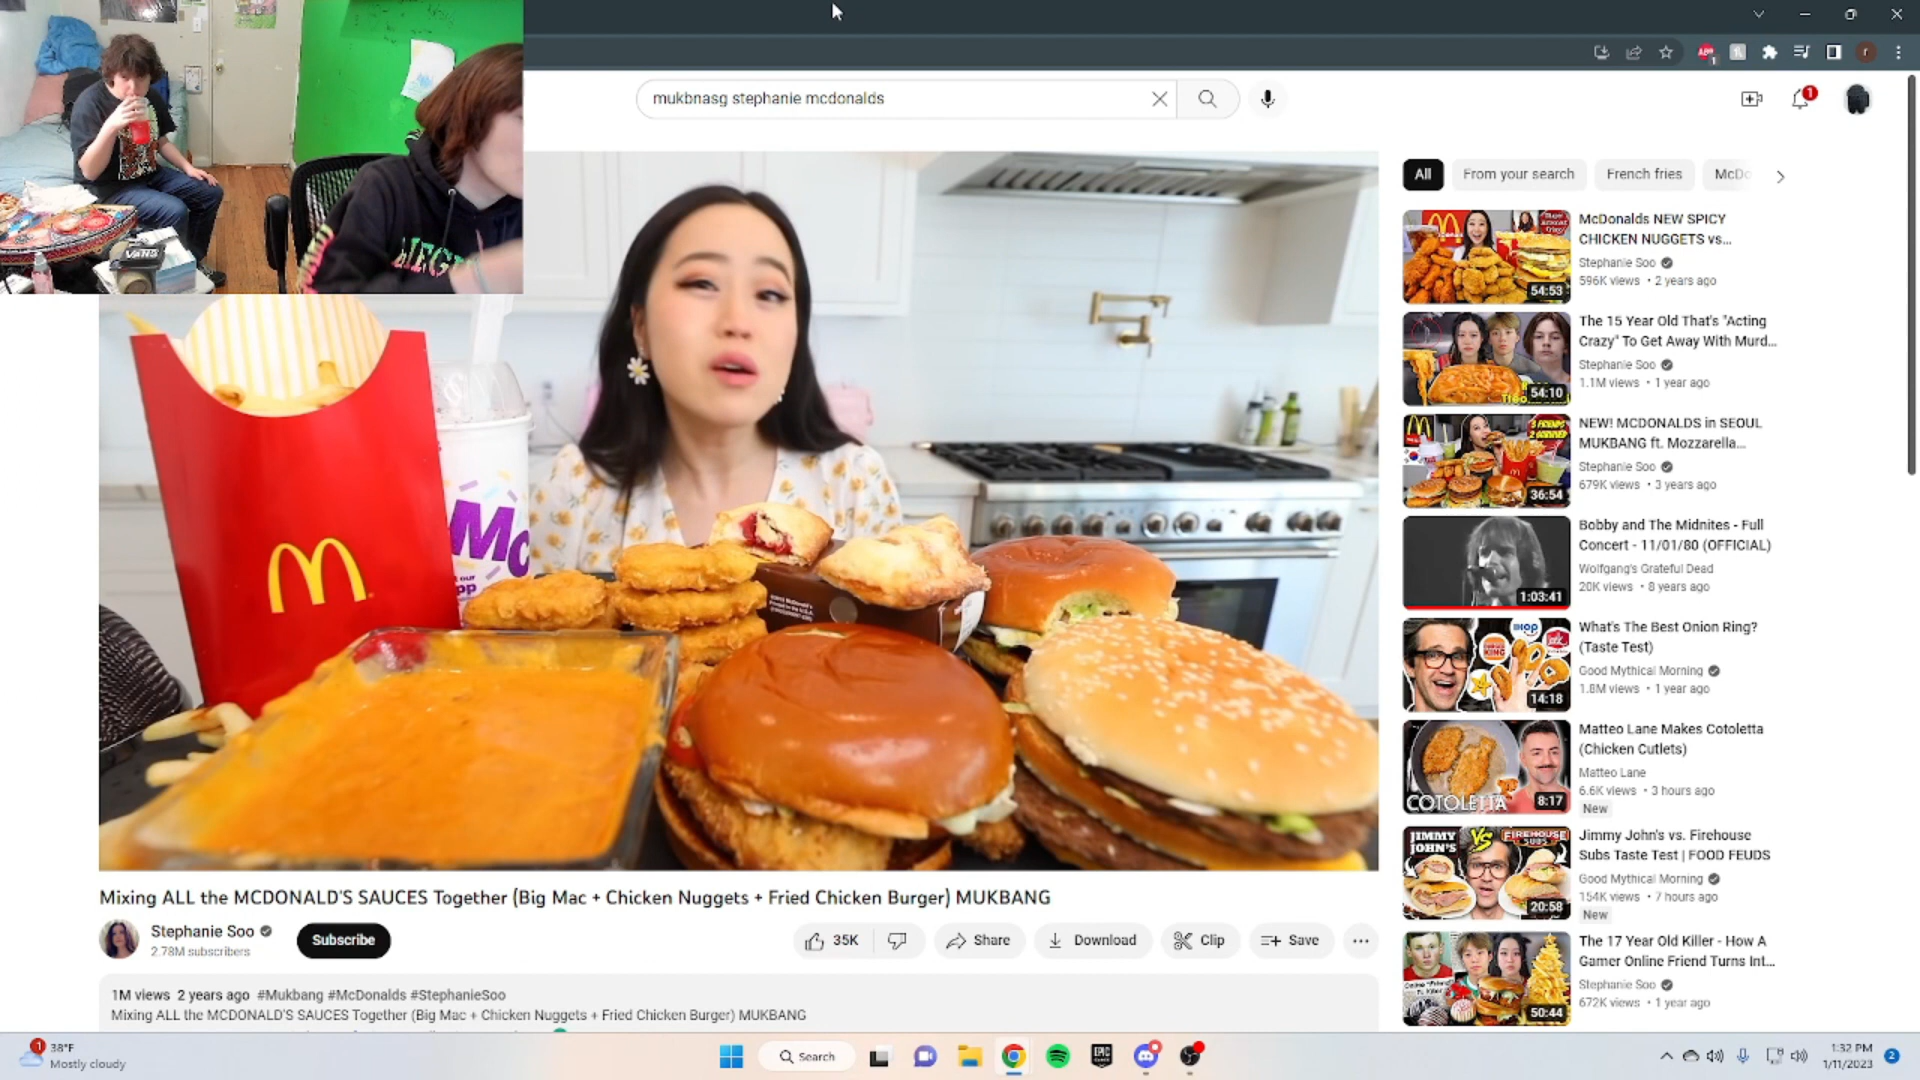 mukbnasg stephanie mcdonalds
1
VANS
Mc
All
From your search
French fries
McDo
McDonalds NEW SPICY
CHICKEN NUGGETS vs...
Stephanie Soo
596K views • 2 years ago
54:53
The 15 Year Old That's "Acting
Crazy" To Get Away With Murd...
Stephanie Soo
1.1M views • 1 year ago
54:10
NEW! MCDONALDS in SEOUL
MUKBANG ft. Mozzarella...
Stephanie Soo
679K views • 3 years ago
36:54
Bobby and The Midnites - Full
Concert - 11/01/80 (OFFICIAL)
Wolfgang's Grateful Dead
20K views • 8 years ago
1:03:41
What's The Best Onion Ring?
(Taste Test)
Good Mythical Morning
1.8M views • 1 year ago
14:18
Matteo Lane Makes Cotoletta
(Chicken Cutlets)
Matteo Lane
6.6K views • 3 hours ago
New
COTOLETTA
8:17
Jimmy John's vs. Firehouse
Subs Taste Test | FOOD FEUDS
Good Mythical Morning
154K views • 7 hours ago
New
JIMMY JOHN'S VS FIREHOUSE SUBS
20:58
The 17 Year Old Killer - How A
Gamer Online Friend Turns Int...
Stephanie Soo
672K views • 1 year ago
50:44
Mixing ALL the MCDONALD'S SAUCES Together (Big Mac + Chicken Nuggets + Fried Chicken Burger) MUKBANG
Stephanie Soo
2.78M subscribers
Subscribe
35K
Share
Download
Clip
Save
1M views 2 years ago #Mukbang #McDonalds #StephanieSoo
Mixing ALL the MCDONALD'S SAUCES Together (Big Mac + Chicken Nuggets + Fried Chicken Burger) MUKBANG
1
38°F
Mostly cloudy
Search
EPIC
1:32 PM
1/11/2023
2